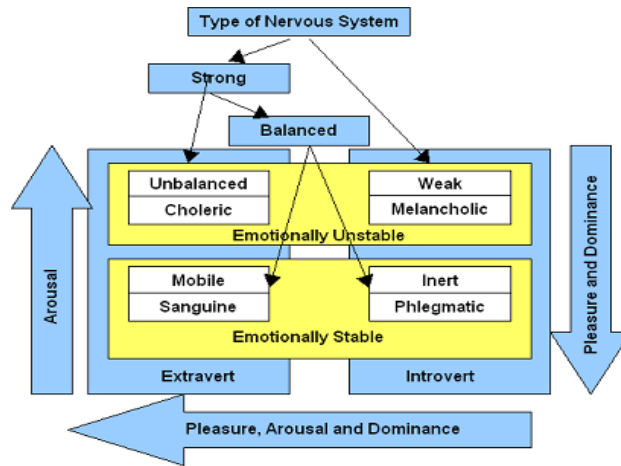 Type of Nervous System
Strong
Balanced
Unbalanced
Choleric
Weak
Melancholic
Emotionally Unstable
Mobile
Sanguine
Inert
Phlegmatic
Emotionally Stable
Extravert
Introvert
Arousal
Pleasure and Dominance
Pleasure, Arousal and Dominance